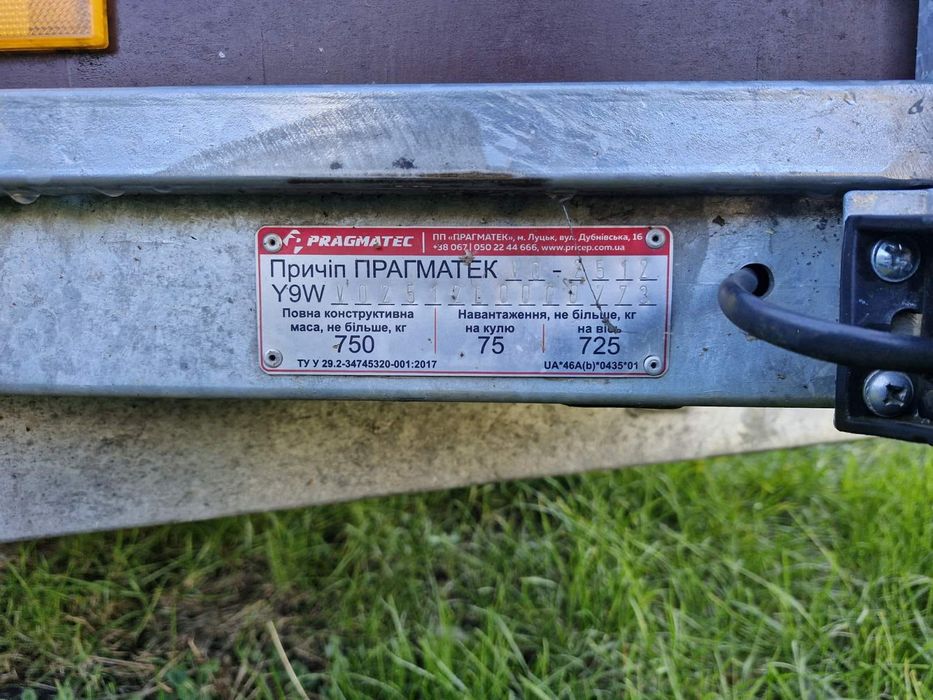 PRAGMATEC
ПП «ПРАГМАТЕК», м. Луцьк, вул. Дубнівська, 16
+38 067 | 050 22 44 666, www.pricep.com.ua
Причіп ПРАГМАТЕК
Y9W
Повна конструктивна маса, не більше, кг
750
Навантаження, не більше, кг
на кулю
75
на вісь
725
ТУ У 29.2-34745320-001:2017
UA*46A(b)*0435*01